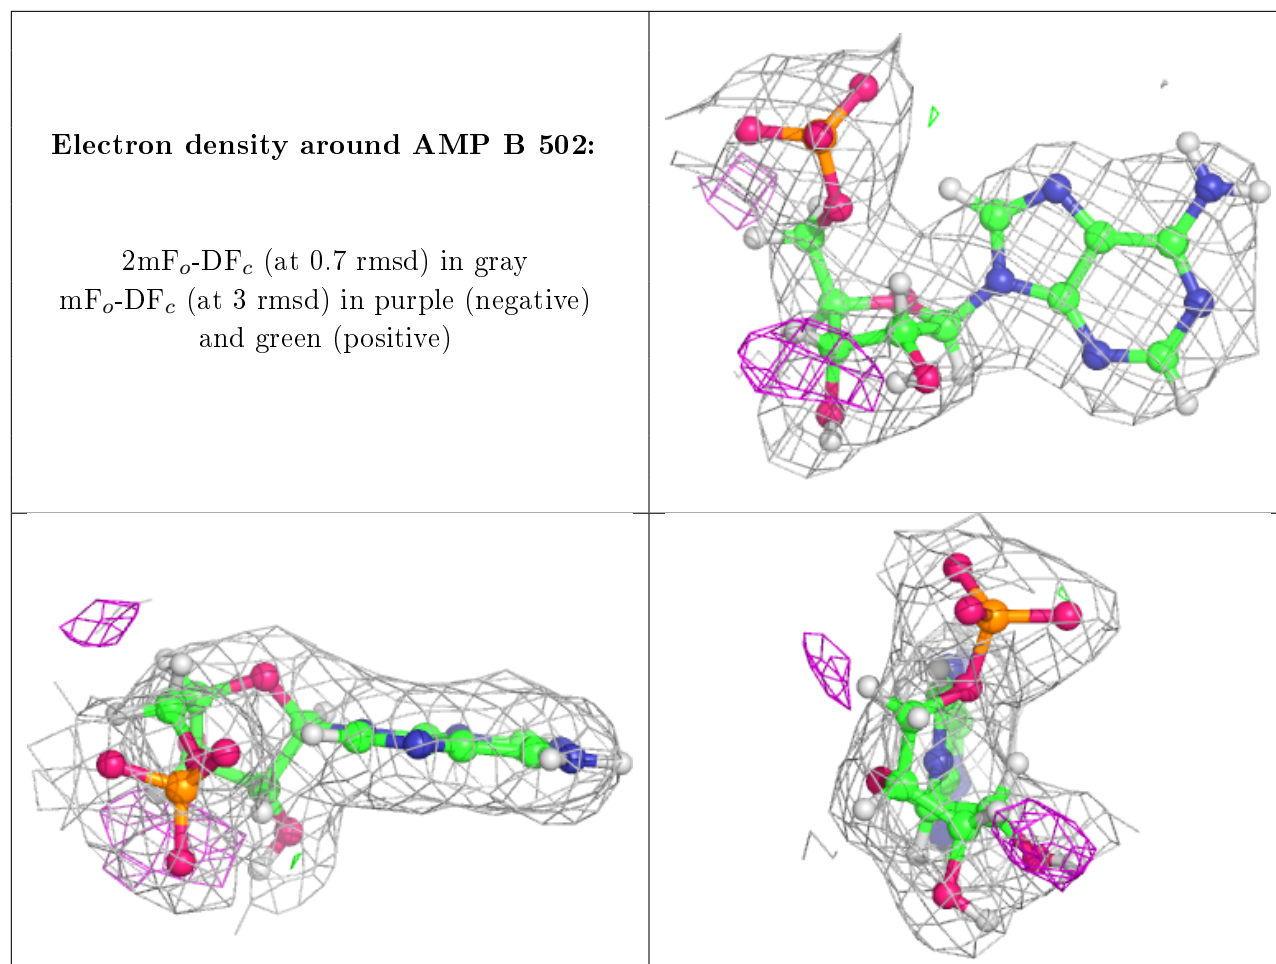 Electron density around AMP B 502:
2mFo-DFc (at 0.7 rmsd) in gray
mFo-DFc (at 3 rmsd) in purple (negative)
and green (positive)